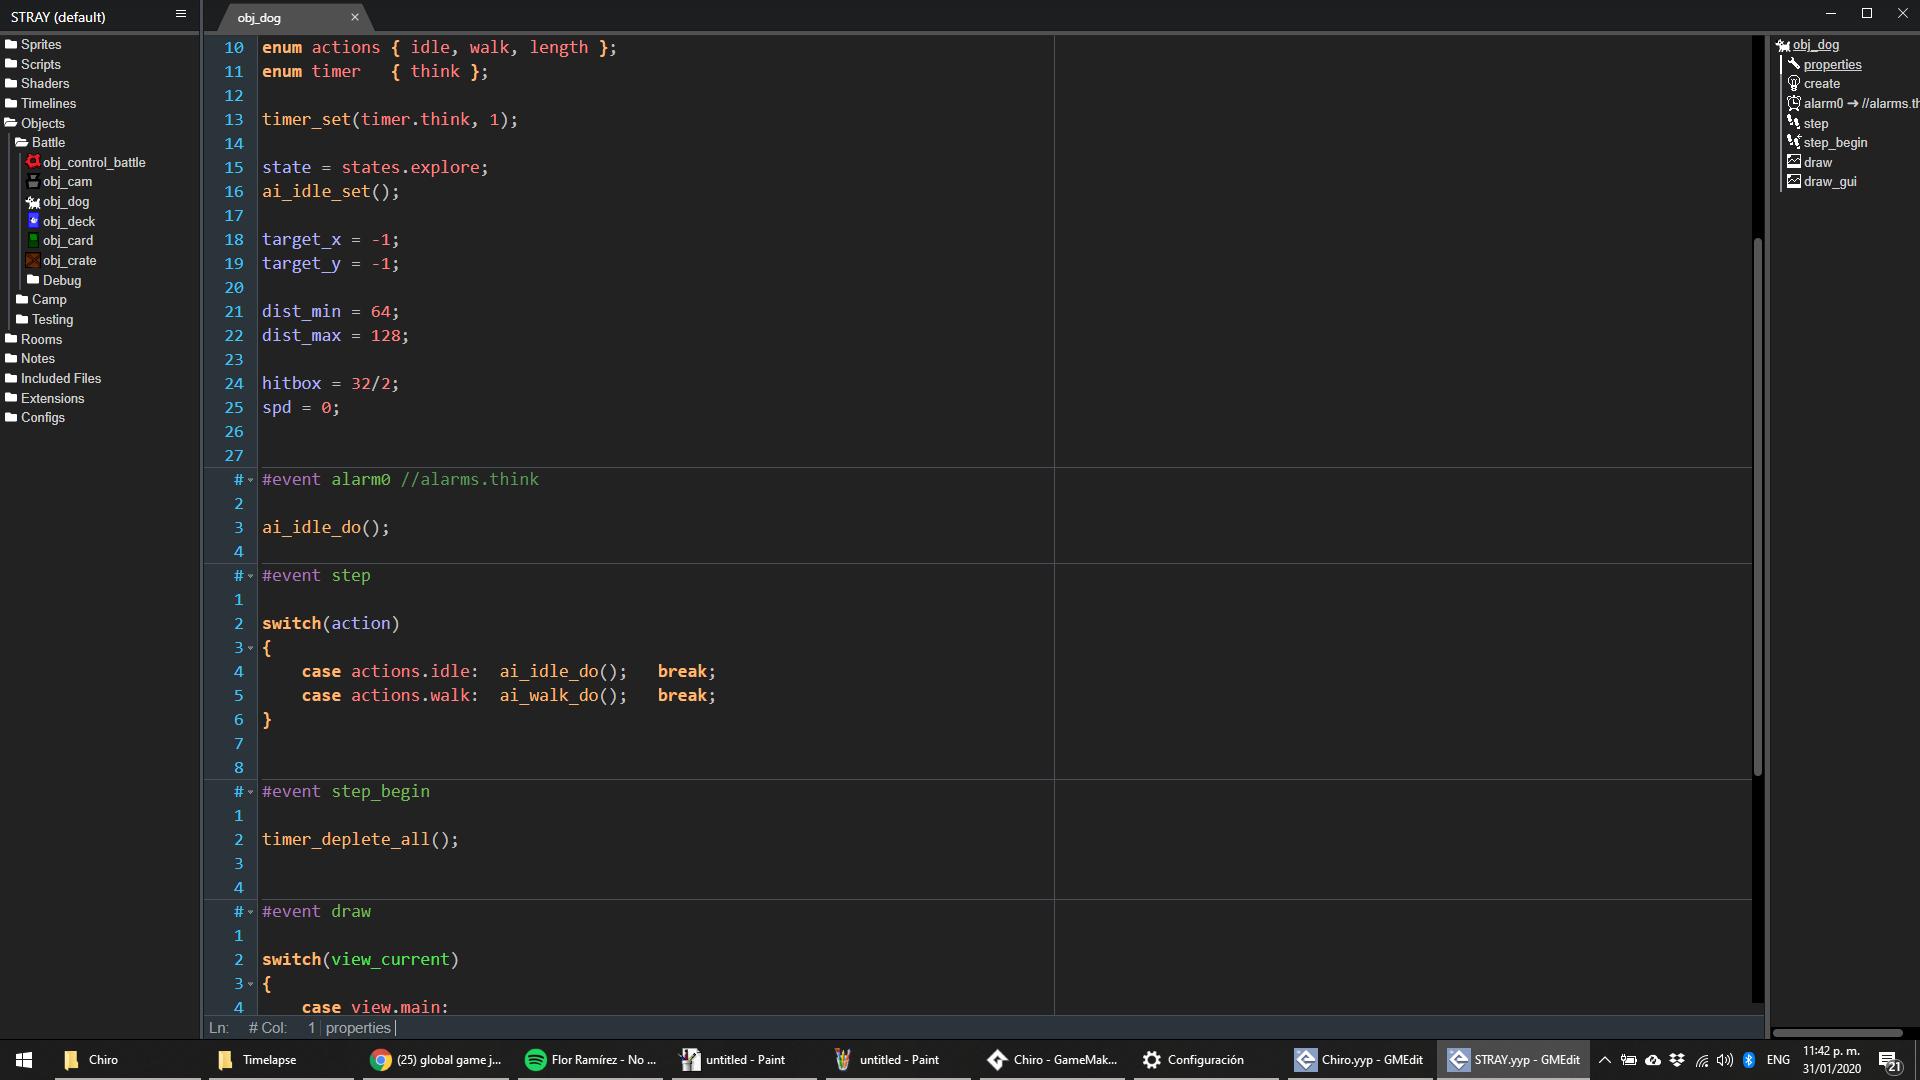 STRAY (default)
Sprites
Scripts
Shaders
Timelines
Objects
Battle
obj_control_battle
obj_cam
obj_dog
obj_deck
obj_card
obj_crate
Debug
Camp
Testing
Rooms
Notes
Included Files
Extensions
Configs
obj_dog ×
10 enum actions { idle, walk, length };
11 enum timer   { think };
12
13 timer_set(timer.think, 1);
14
15 state = states.explore;
16 ai_idle_set();
17
18 target_x = -1;
19 target_y = -1;
20
21 dist_min = 64;
22 dist_max = 128;
23
24 hitbox = 32/2;
25 spd = 0;
26
27
# #event alarm0 //alarms.think
2
3 ai_idle_do();
4
# #event step
1
2 switch(action)
3 {
4     case actions.idle:  ai_idle_do();   break;
5     case actions.walk:  ai_walk_do();   break;
6 }
7
8
# #event step_begin
1
2 timer_deplete_all();
3
4
# #event draw
1
2 switch(view_current)
3 {
4     case view.main:
Ln: # Col: 1 properties
obj_dog
properties
create
alarm0 → //alarms.th
step
step_begin
draw
draw_gui
Chiro
Timelapse
(25) global game j...
Flor Ramírez - No ...
untitled - Paint
untitled - Paint
Chiro - GameMak...
Configuración
Chiro.yyp - GMEdit
STRAY.yyp - GMEdit
ENG
11:42 p. m.
31/01/2020
21